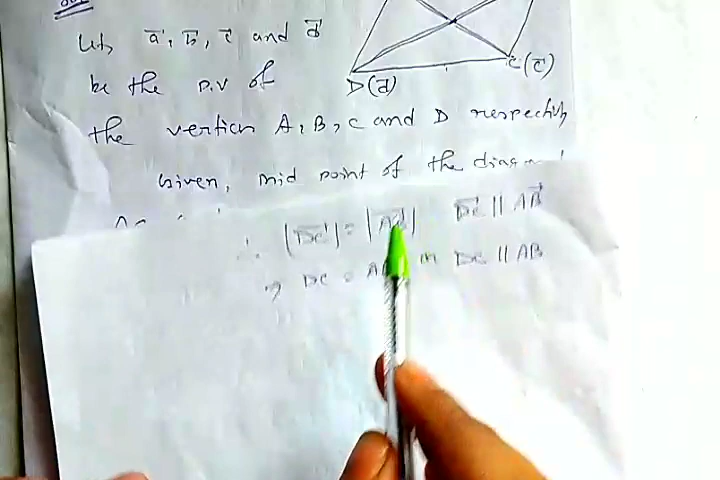 Let, a⃗, b⃗, c⃗ and d⃗
be the p.v of
D(d⃗)
C(c⃗)
the vertices A, B, C and D respectively
Given, mid point of the
∴ |DC⃗| = |AB⃗| DC⃗ || AB⃗
⇒ DC = AB DC || AB